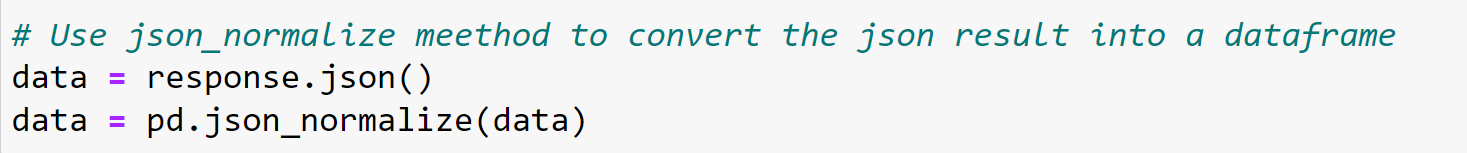 # Use json_normalize meethod to convert the json result into a dataframe
data = response.json()
data = pd.json_normalize(data)